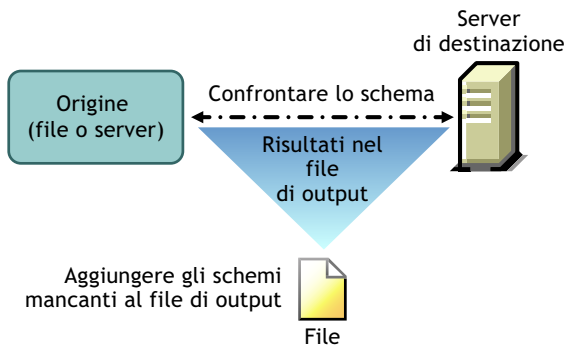 Server
di destinazione
Origine
(file o server)
Confrontare lo schema
Risultati nel
file
di output
Aggiungere gli schemi
mancanti al file di output
File